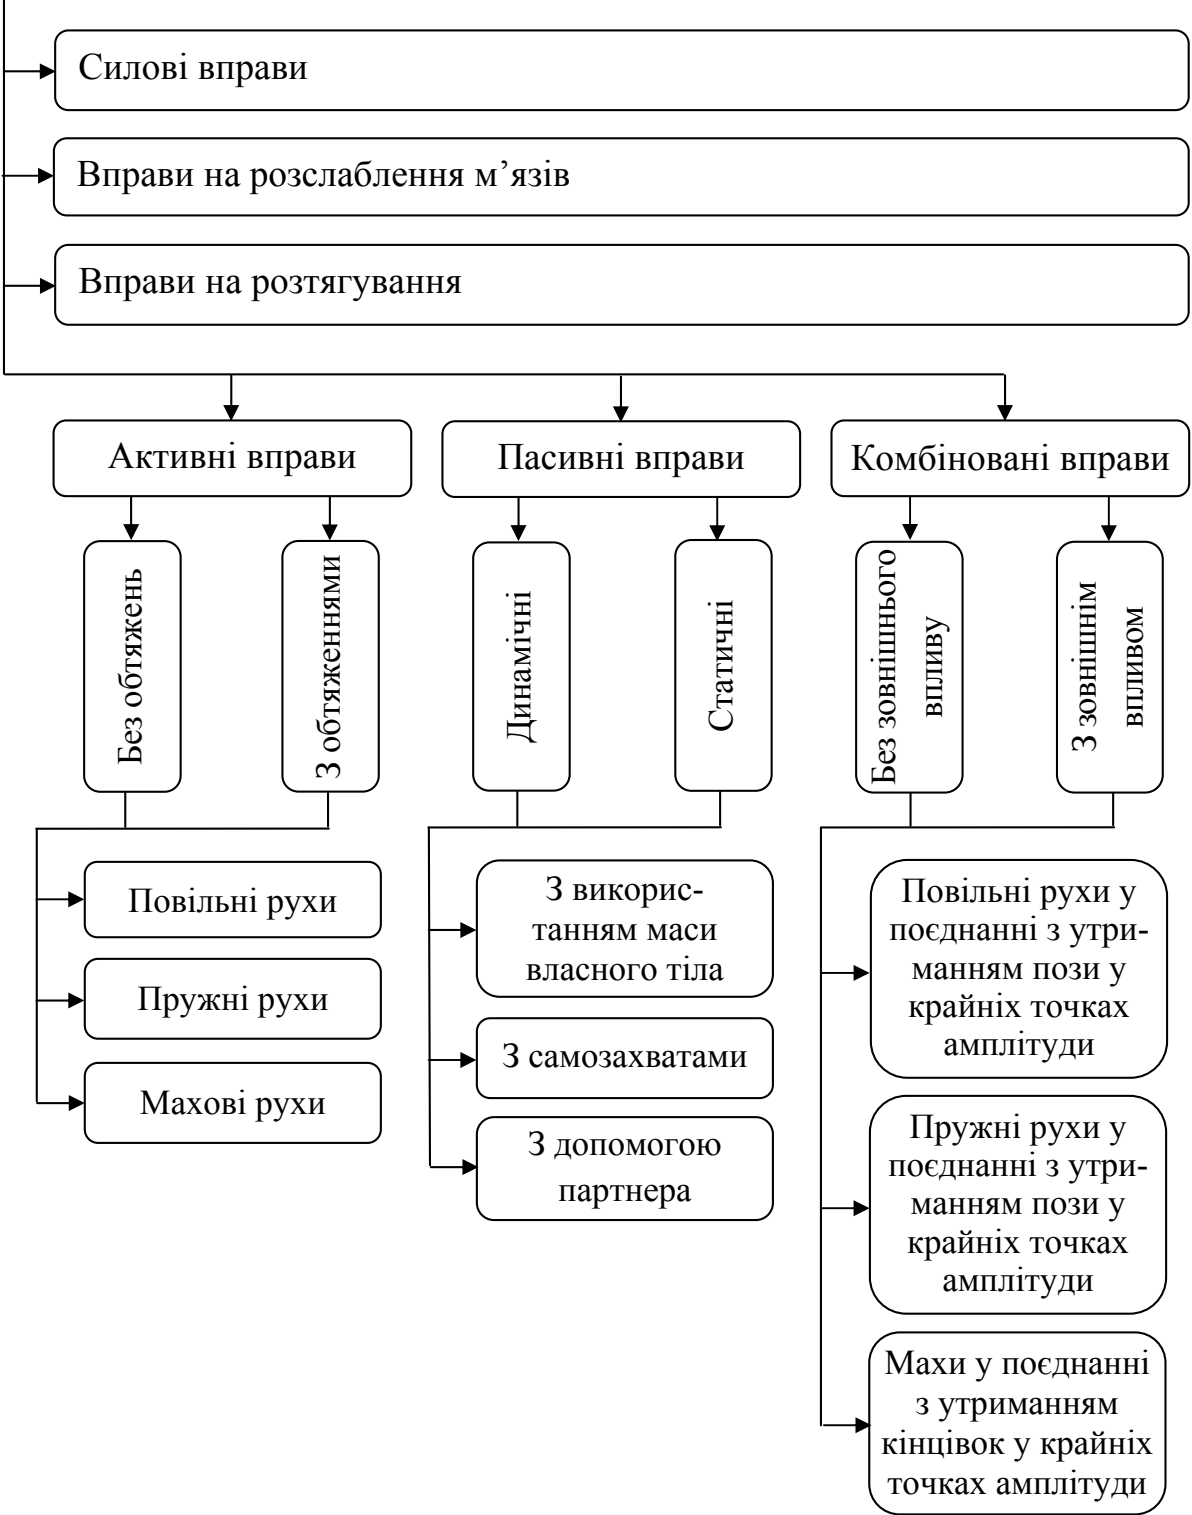 Силові вправи
Вправи на розслаблення м’язів
Вправи на розтягування
Активні вправи
Пасивні вправи
Комбіновані вправи
Без обтяжень
З обтяженнями
Динамічні
Статичні
Без зовнішнього
впливу
З зовнішнім
впливом
Повільні рухи
Пружні рухи
Махові рухи
З викорис-
танням маси
власного тіла
З самозахватами
З допомогою
партнера
Повільні рухи у
поєднанні з утри-
манням пози у
крайніх точках
амплітуди
Пружні рухи у
поєднанні з утри-
манням пози у
крайніх точках
амплітуди
Махи у поєднанні
з утриманням
кінцівок у крайніх
точках амплітуди